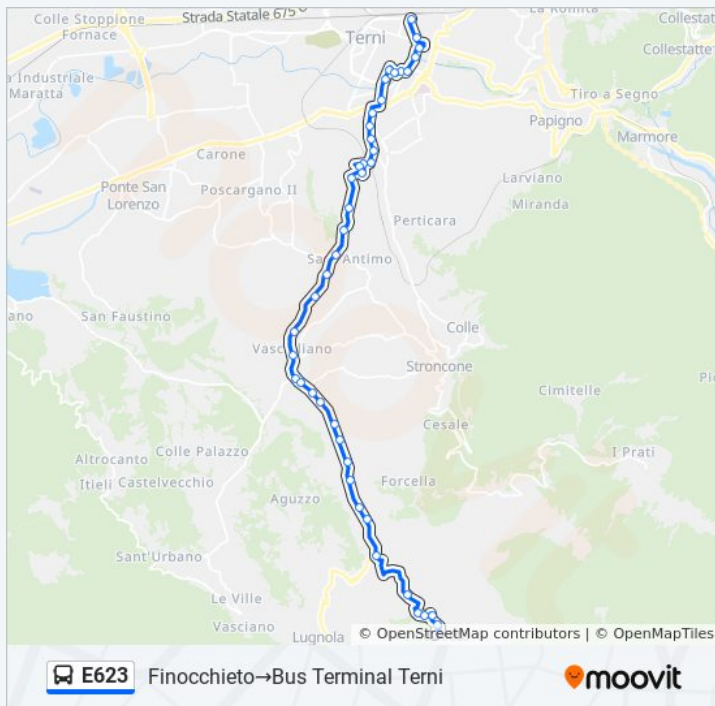 Colle Stoppione
Fornace
Strada Statale 675
Terni
La Romita
Collestatte
Collestatte
a Industriale
Maratta
Tiro a Segno
Papigno
Marmore
Carone
Ponte San
Lorenzo
Poscargano II
Larviano
Miranda
Perticara
San Antimo
ano
San Faustino
Colle
Vascigliano
Stroncone
Cimitelle
Pi
Cesale
Colle Palazzo
Altrocanto
I Prati
Itieli
Castelvecchio
Forcella
Aguzzo
Sant'Urbano
Le Ville
Vasciano
Lugnola
© OpenStreetMap contributors | © OpenMapTiles
E623 Finocchieto→Bus Terminal Terni
moovit